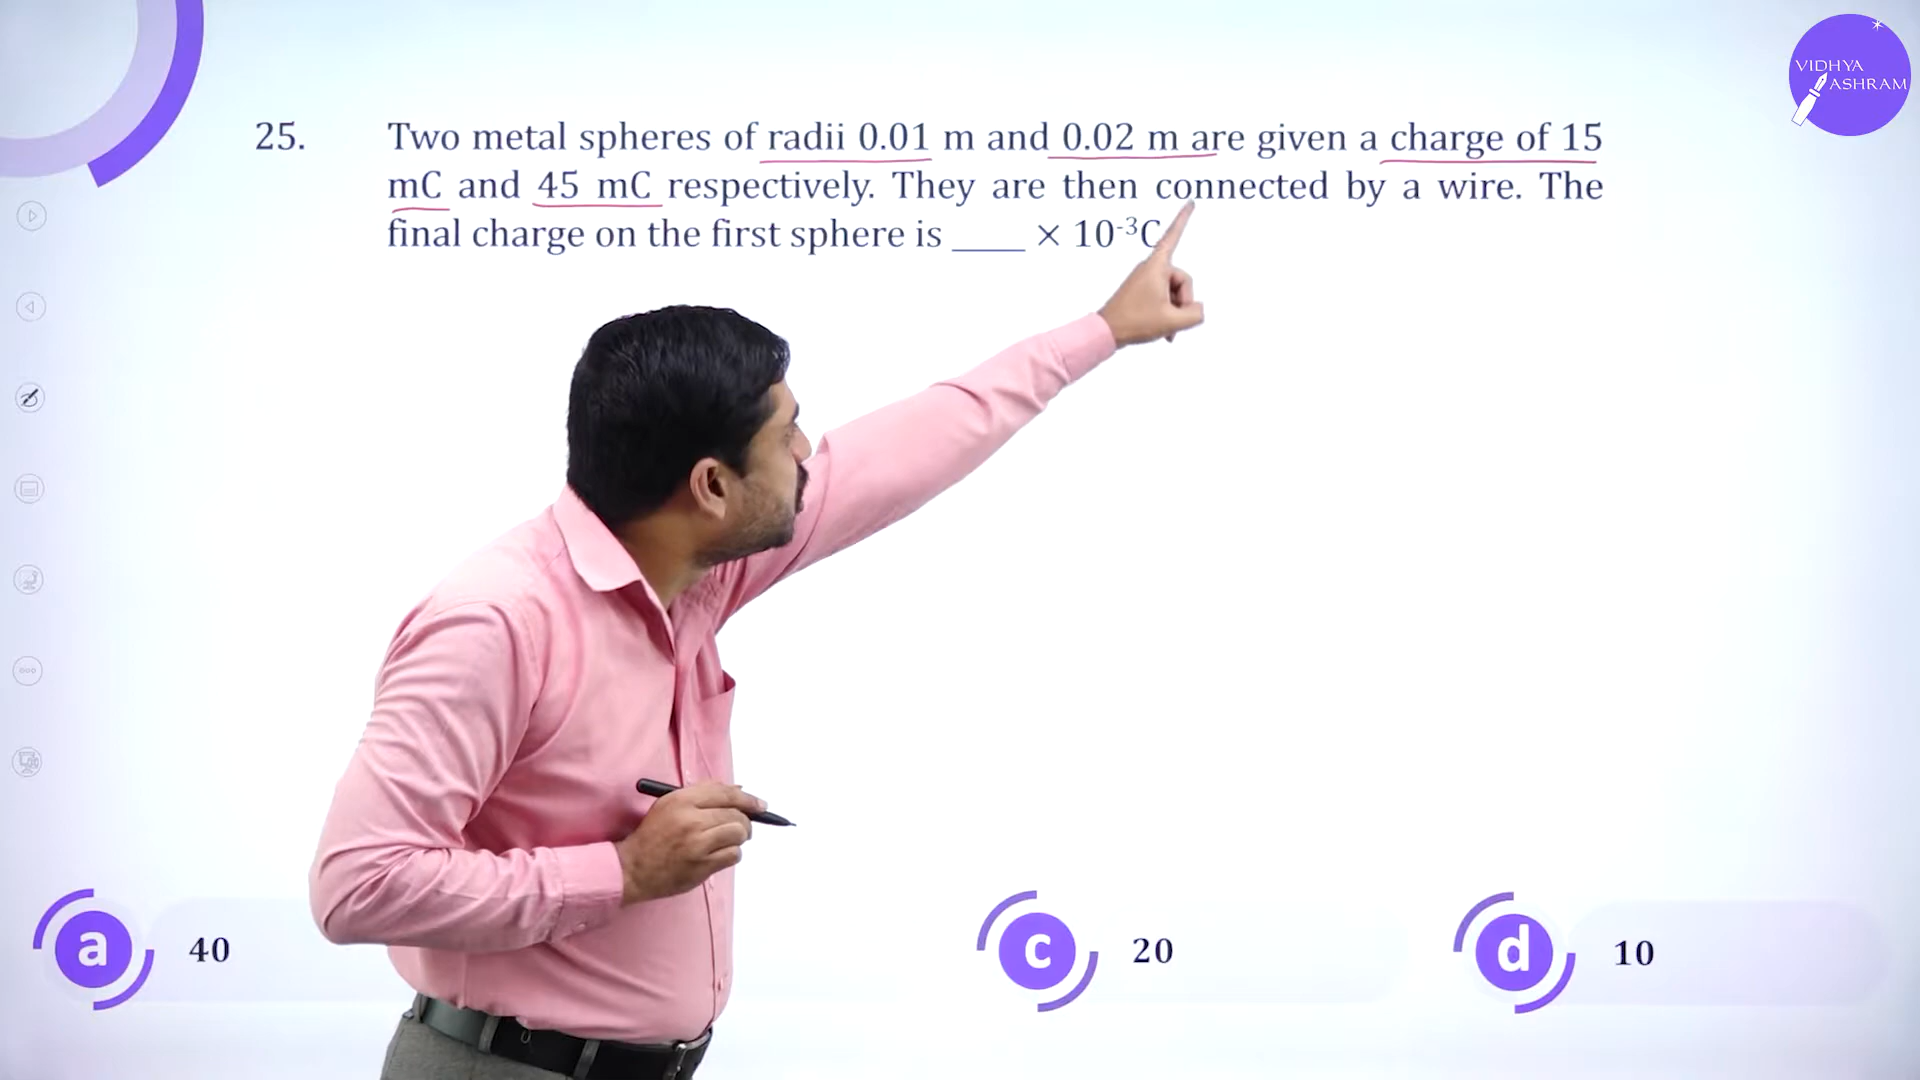 VIDHYA
ASHRAM
25. Two metal spheres of radii 0.01 m and 0.02 m are given a charge of 15
mC and 45 mC respectively. They are then connected by a wire. The
final charge on the first sphere is ____ × 10⁻³C
a 40
c 20
d 10